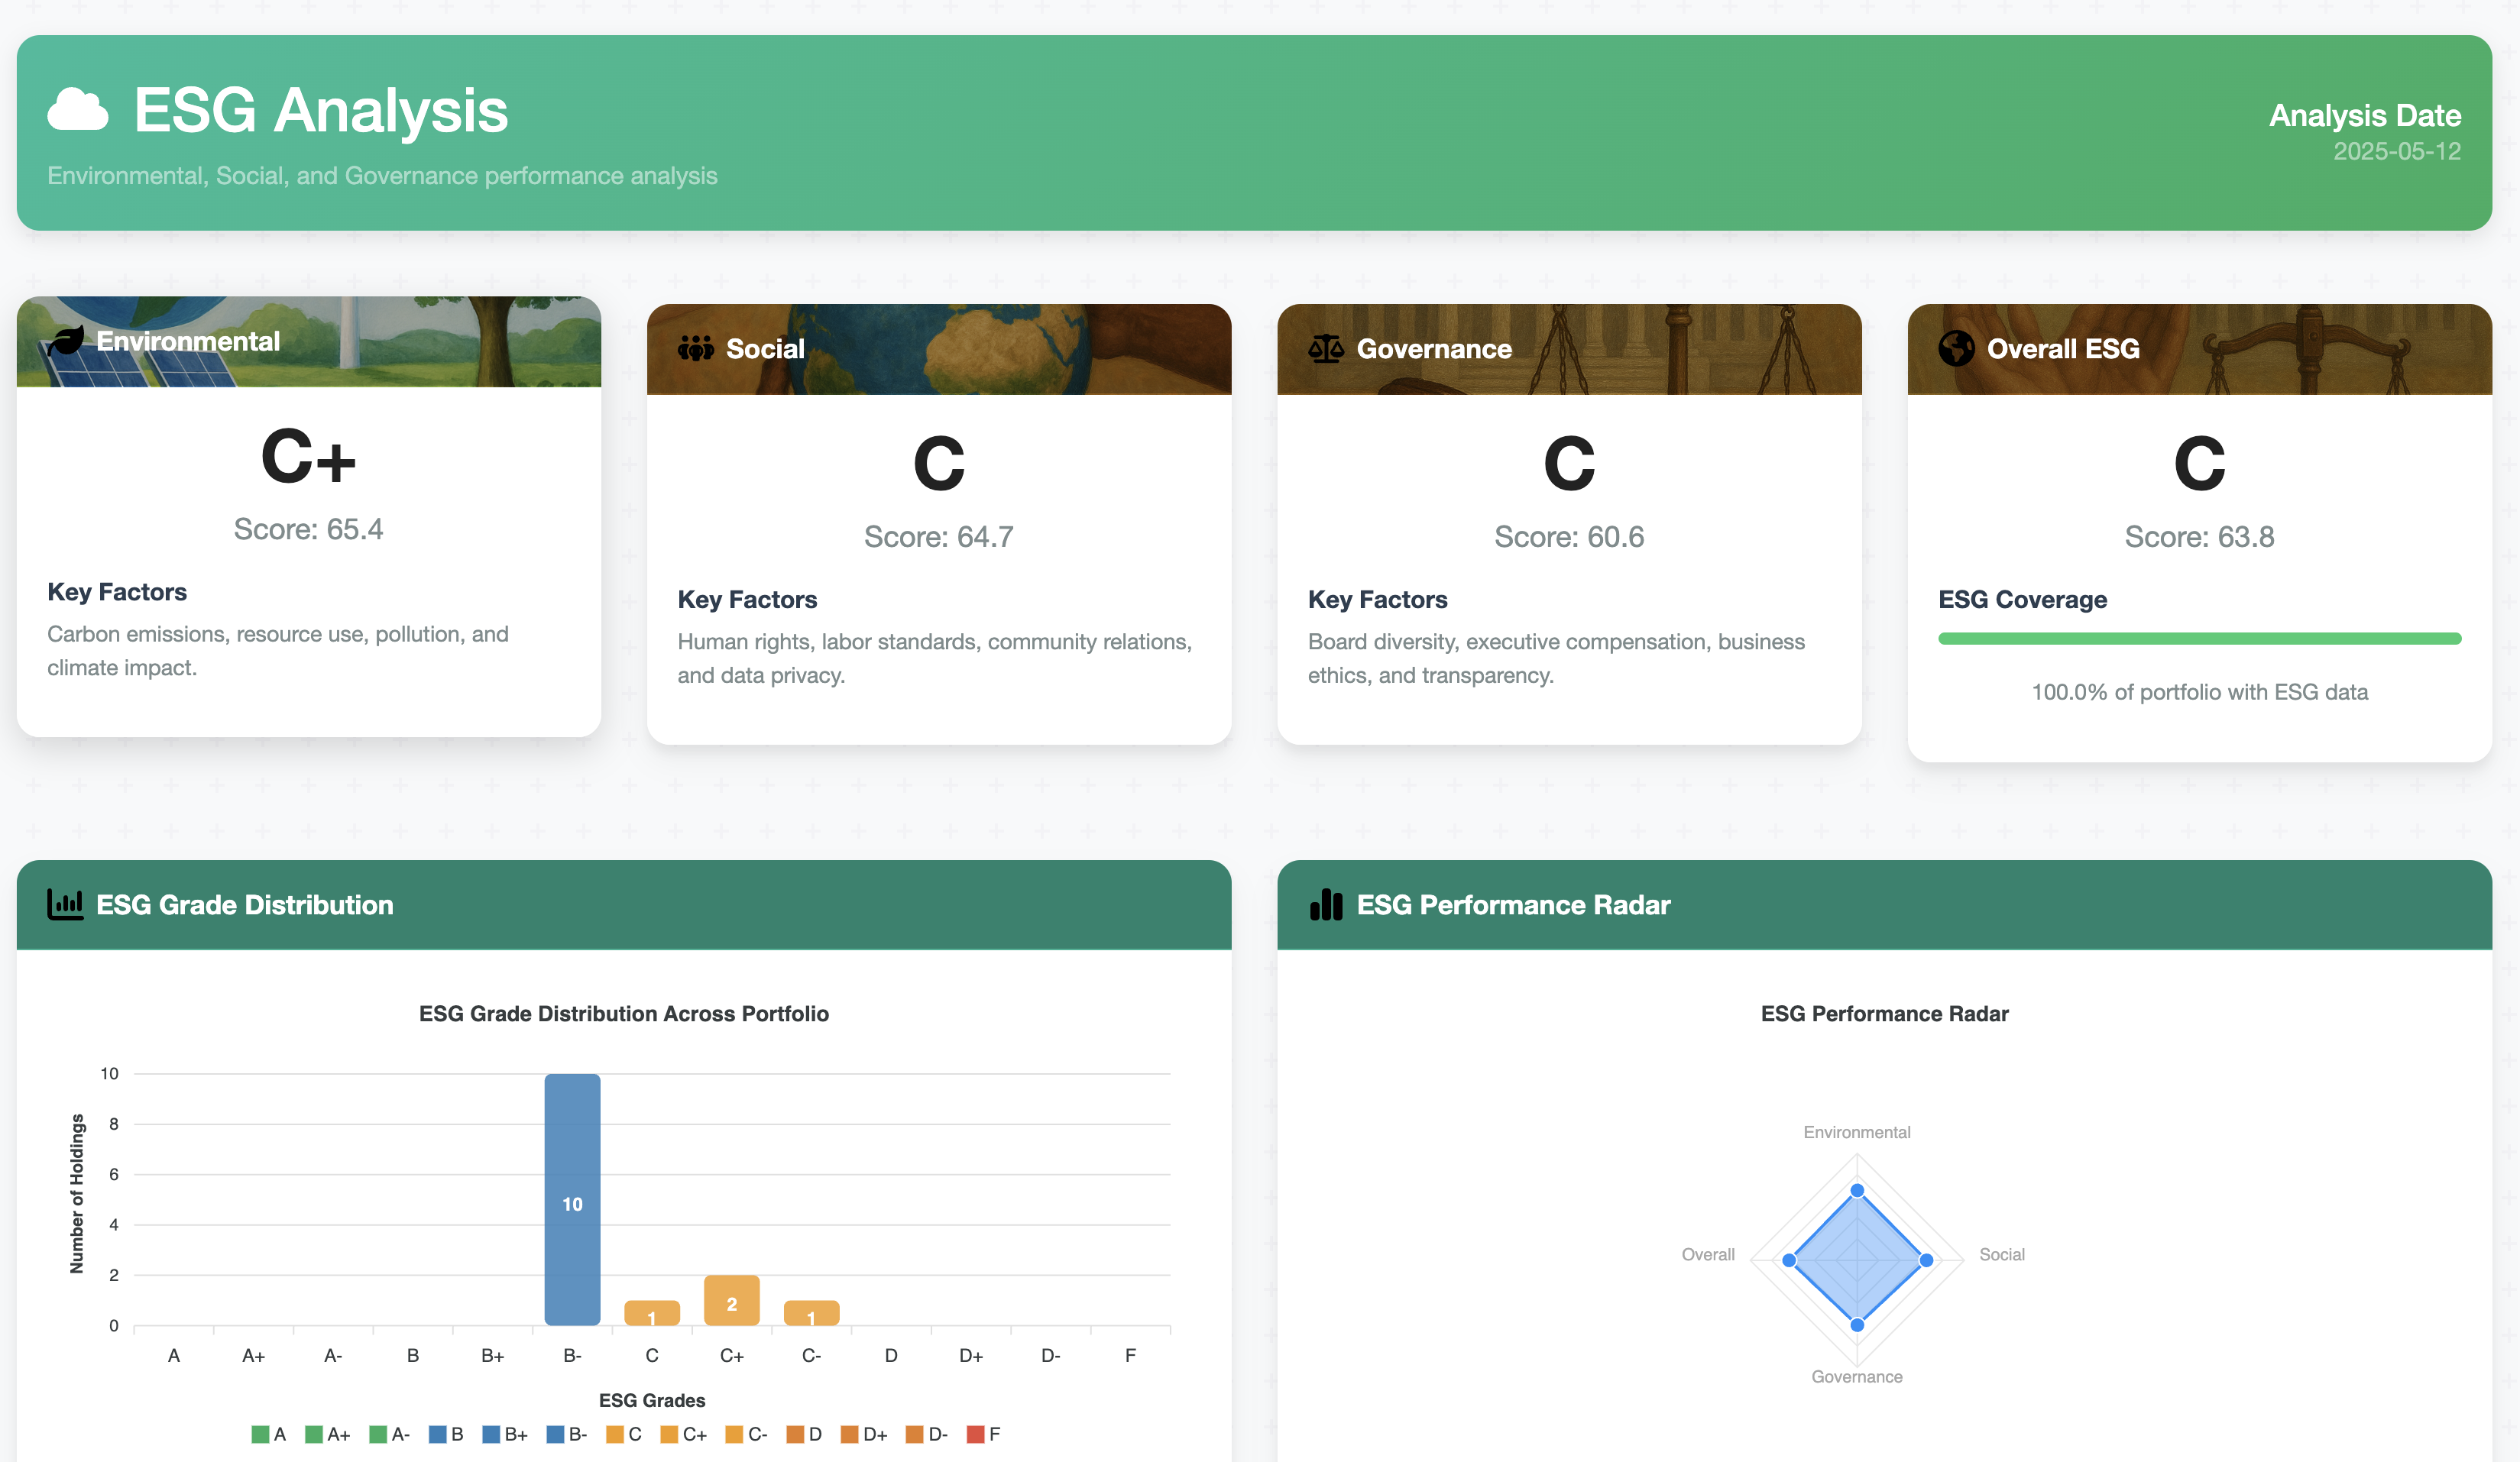 ESG Analysis
Environmental, Social, and Governance performance analysis
Analysis Date
2025-05-12
Environmental
C+
Score: 65.4
Key Factors
Carbon emissions, resource use, pollution, and
climate impact.
Social
C
Score: 64.7
Key Factors
Human rights, labor standards, community relations,
and data privacy.
Governance
C
Score: 60.6
Key Factors
Board diversity, executive compensation, business
ethics, and transparency.
Overall ESG
C
Score: 63.8
ESG Coverage
100.0% of portfolio with ESG data
ESG Grade Distribution
ESG Grade Distribution Across Portfolio
Number of Holdings
10
8
6
4
2
0
10
1
2
1
A A+ A- B B+ B- C C+ C- D D+ D- F
ESG Grades
A A+ A- B B+ B- C C+ C- D D+ D- F
ESG Performance Radar
ESG Performance Radar
Environmental
Overall
Social
Governance